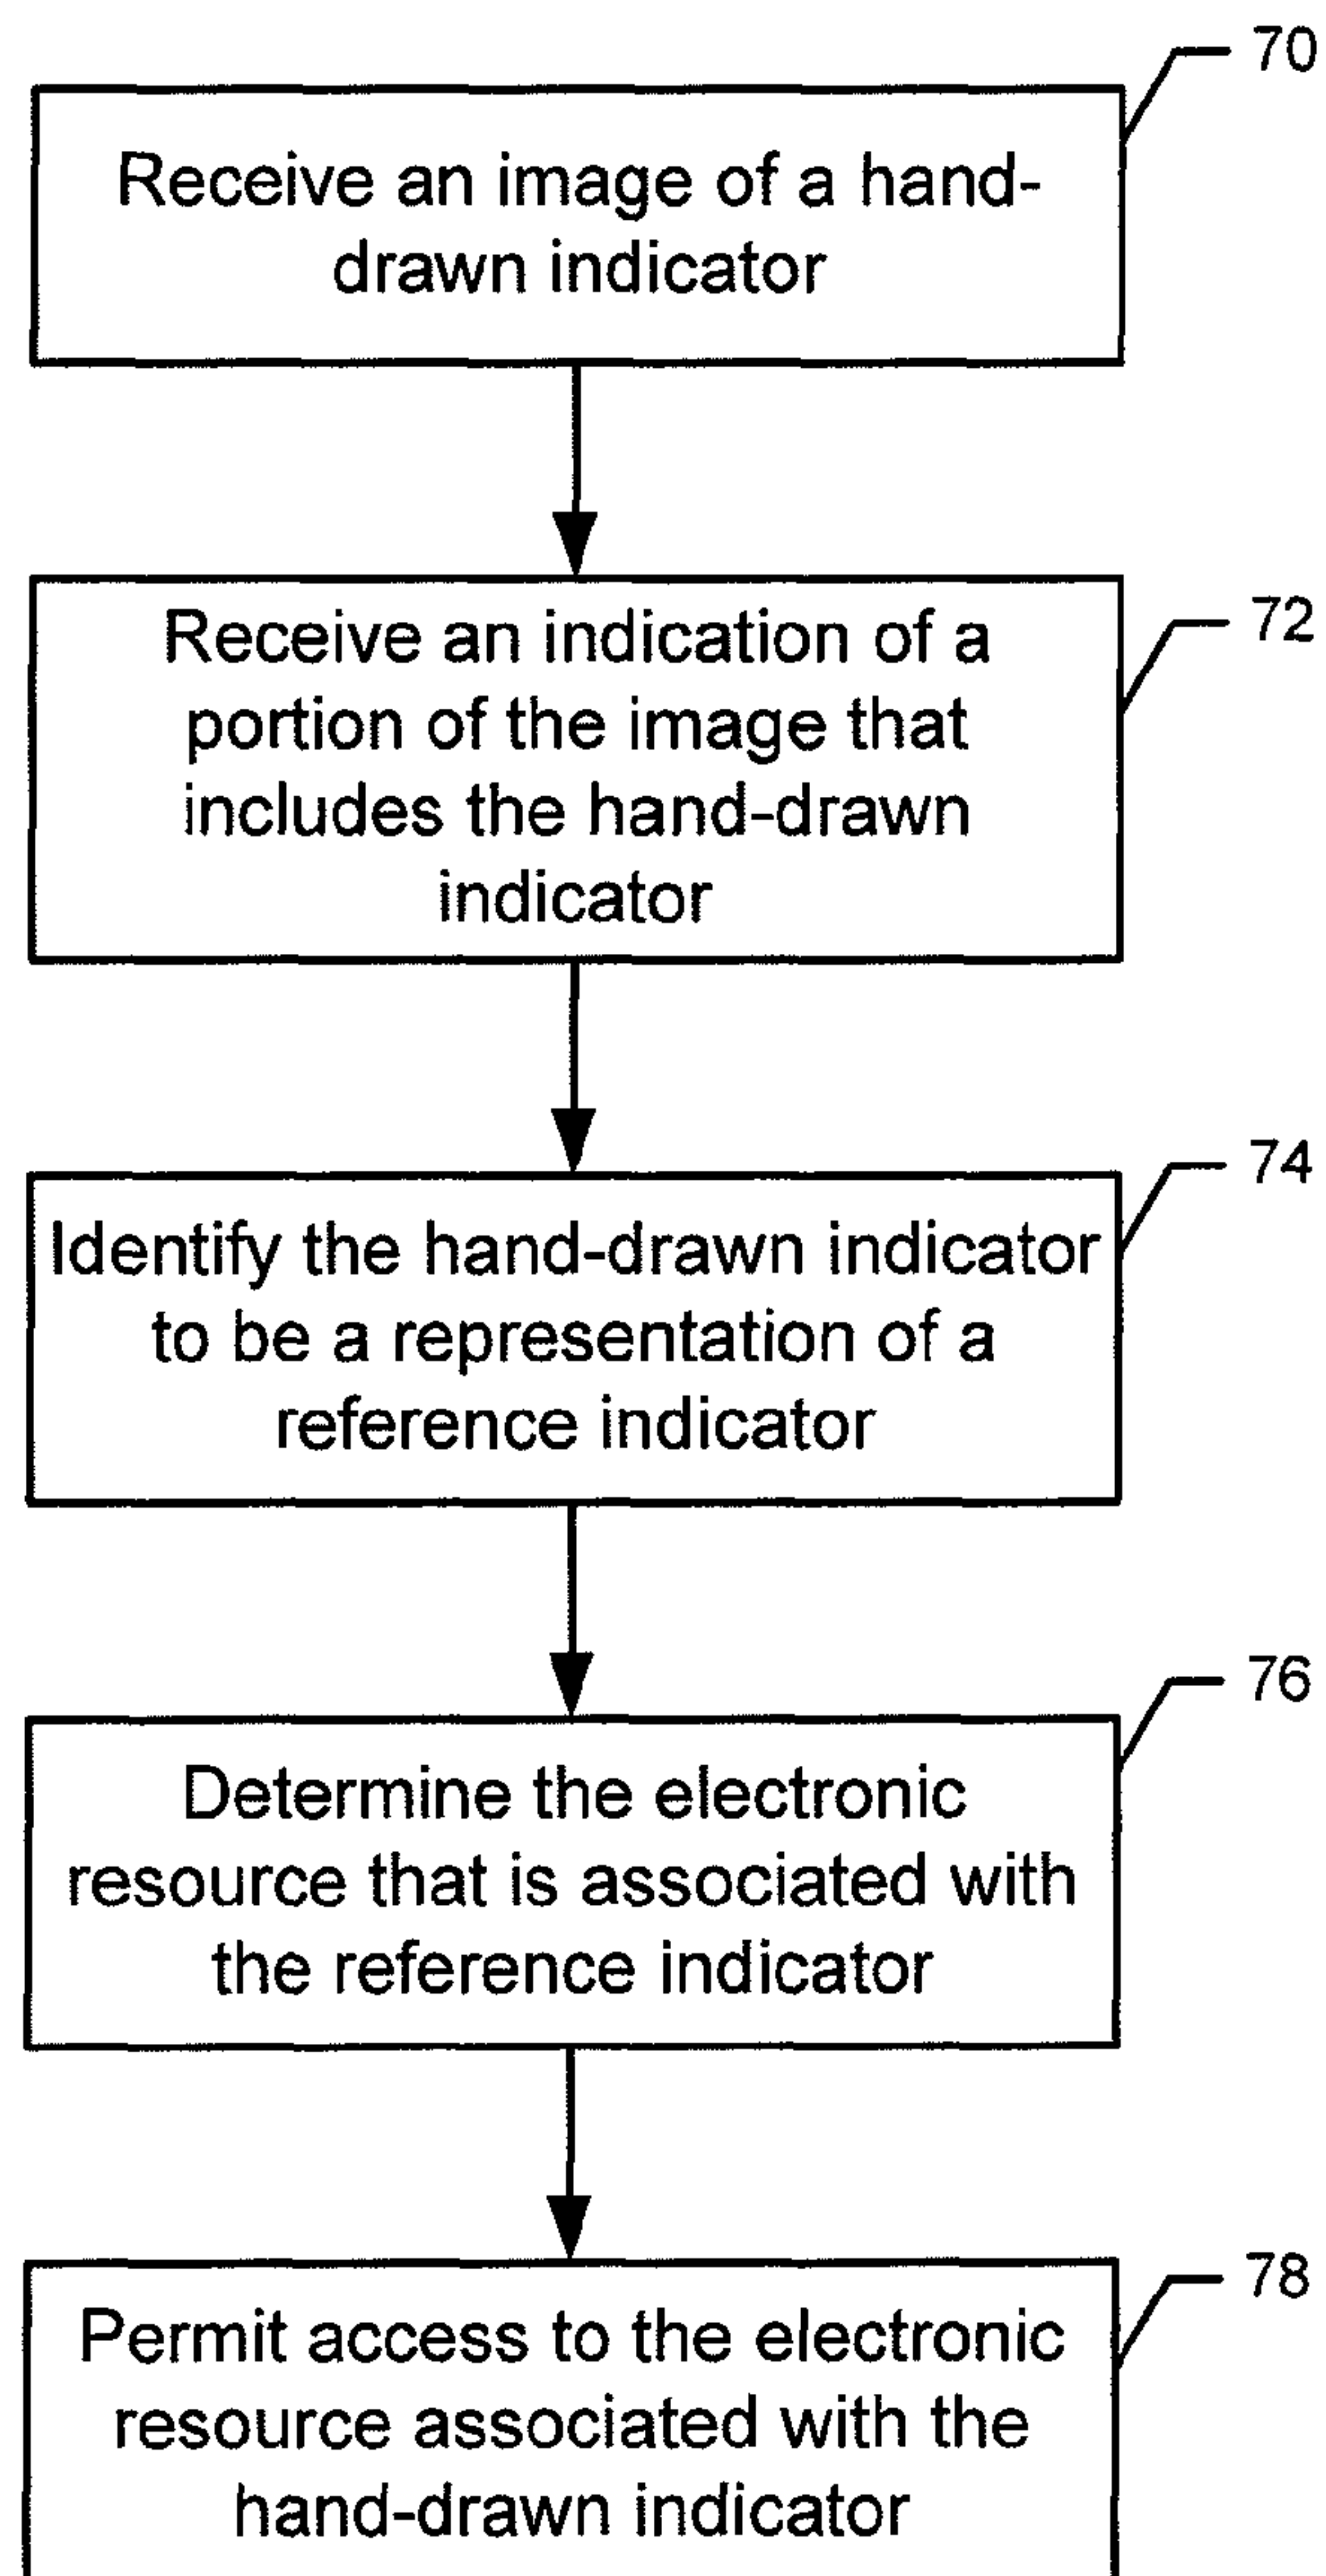 70
Receive an image of a hand-
drawn indicator
72
Receive an indication of a
portion of the image that
includes the hand-drawn
indicator
74
Identify the hand-drawn indicator
to be a representation of a
reference indicator
76
Determine the electronic
resource that is associated with
the reference indicator
78
Permit access to the electronic
resource associated with the
hand-drawn indicator